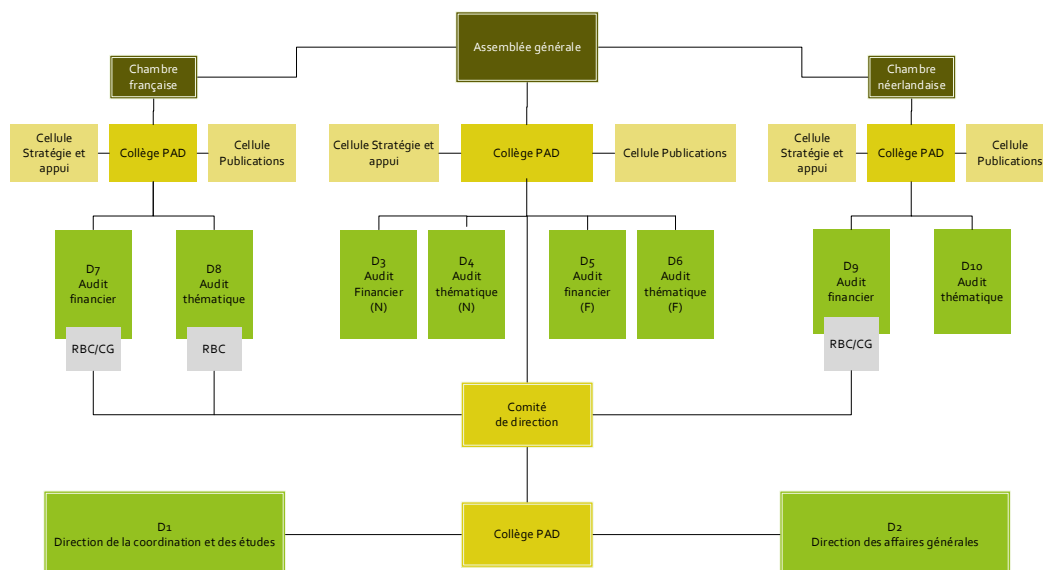 Assemblée générale
Chambre
française
Chambre
néerlandaise
Cellule
Stratégie et
appui
Collège PAD
Cellule
Publications
Cellule Stratégie et
appui
Collège PAD
Cellule Publications
Cellule
Stratégie et
appui
Collège PAD
Cellule
Publications
D7
Audit
financier
D8
Audit
thématique
D3
Audit
Financier
(N)
D4
Audit
thématique
(N)
D5
Audit
financier
(F)
D6
Audit
thématique
(F)
D9
Audit
financier
D10
Audit
thématique
RBC/CG
RBC
RBC/CG
Comité
de direction
D1
Direction de la coordination et des études
Collège PAD
D2
Direction des affaires générales